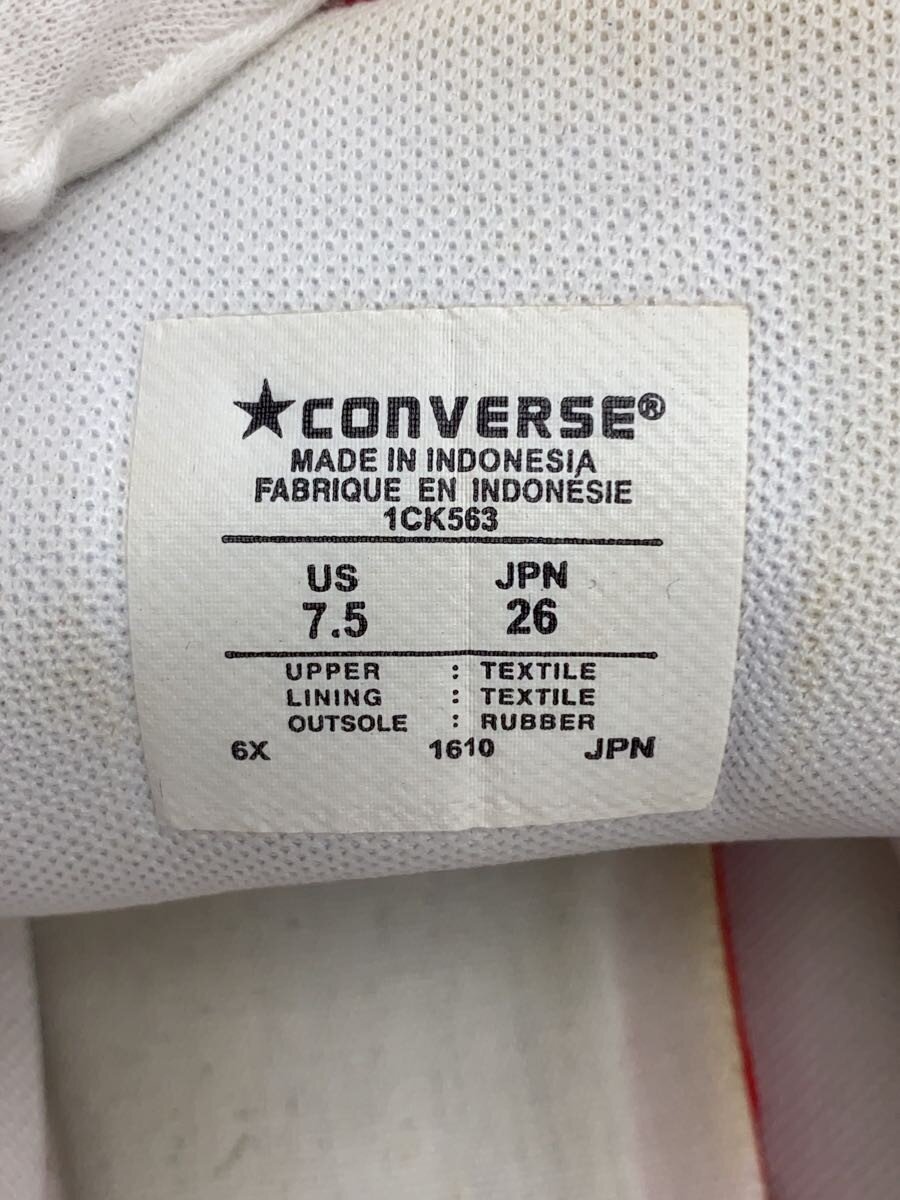 ★CONVERSE®
MADE IN INDONESIA
FABRIQUE EN INDONÉSIE
1CK563
US JPN
7.5 26
UPPER : TEXTILE
LINING : TEXTILE
OUTSOLE : RUBBER
6X 1610 JPN